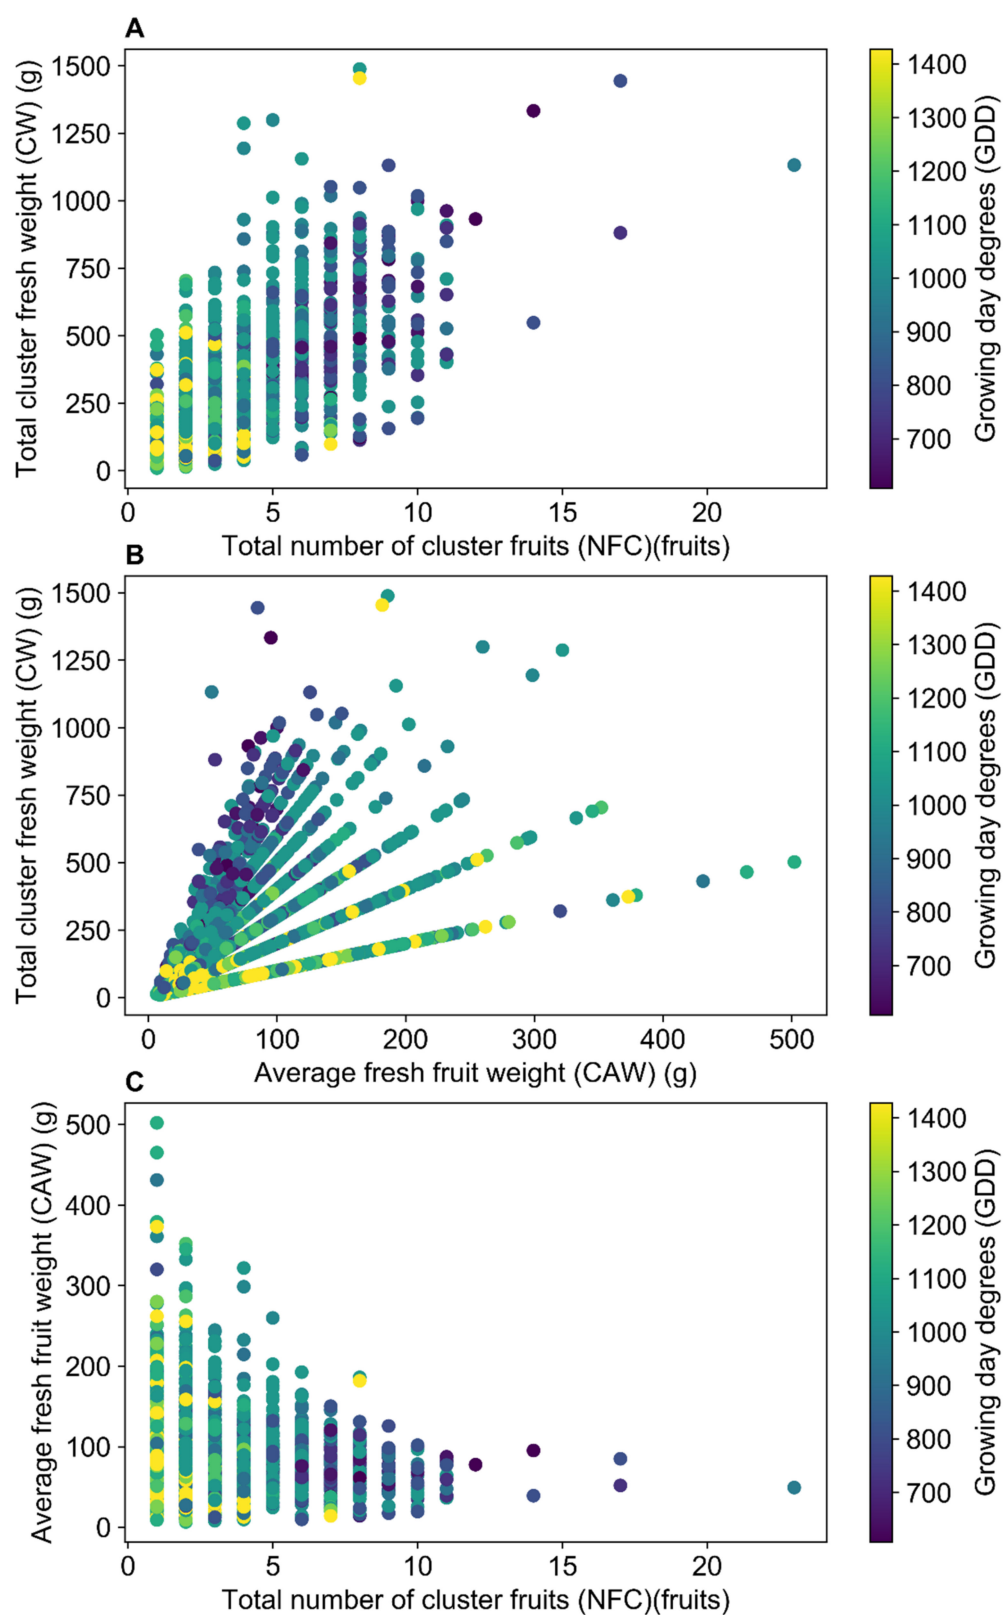 A
Total cluster fresh weight (CW) (g)
1500
1250
1000
750
500
250
0
0 5 10 15 20
Total number of cluster fruits (NFC)(fruits)
1400
1300
1200
1100
1000
900
800
700
Growing day degrees (GDD)
B
Total cluster fresh weight (CW) (g)
1500
1250
1000
750
500
250
0
0 100 200 300 400 500
Average fresh fruit weight (CAW) (g)
1400
1300
1200
1100
1000
900
800
700
Growing day degrees (GDD)
C
Average fresh fruit weight (CAW) (g)
500
400
300
200
100
0
0 5 10 15 20
Total number of cluster fruits (NFC)(fruits)
1400
1300
1200
1100
1000
900
800
700
Growing day degrees (GDD)